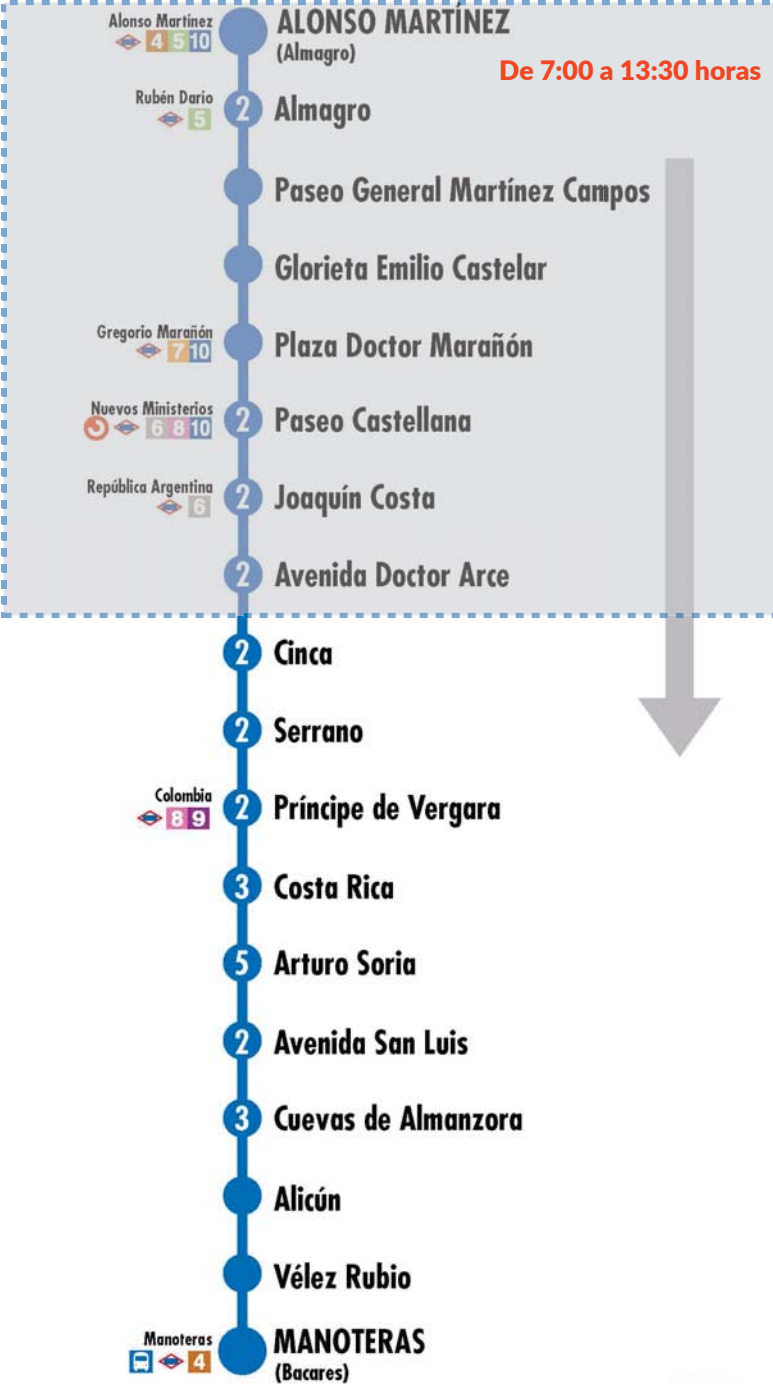 Alonso Martínez
4 5 10
ALONSO MARTÍNEZ
(Almagro)
De 7:00 a 13:30 horas
Rubén Dario
5
2 Almagro
Paseo General Martínez Campos
Glorieta Emilio Castelar
Gregorio Marañón
7 10
Plaza Doctor Marañón
Nuevos Ministerios
6 8 10
2 Paseo Castellana
República Argentina
6
2 Joaquín Costa
2 Avenida Doctor Arce
2 Cinca
2 Serrano
Colombia
8 9
2 Príncipe de Vergara
3 Costa Rica
5 Arturo Soria
2 Avenida San Luis
3 Cuevas de Almanzora
Alicún
Vélez Rubio
Manoteras
4
MANOTERAS
(Bacares)